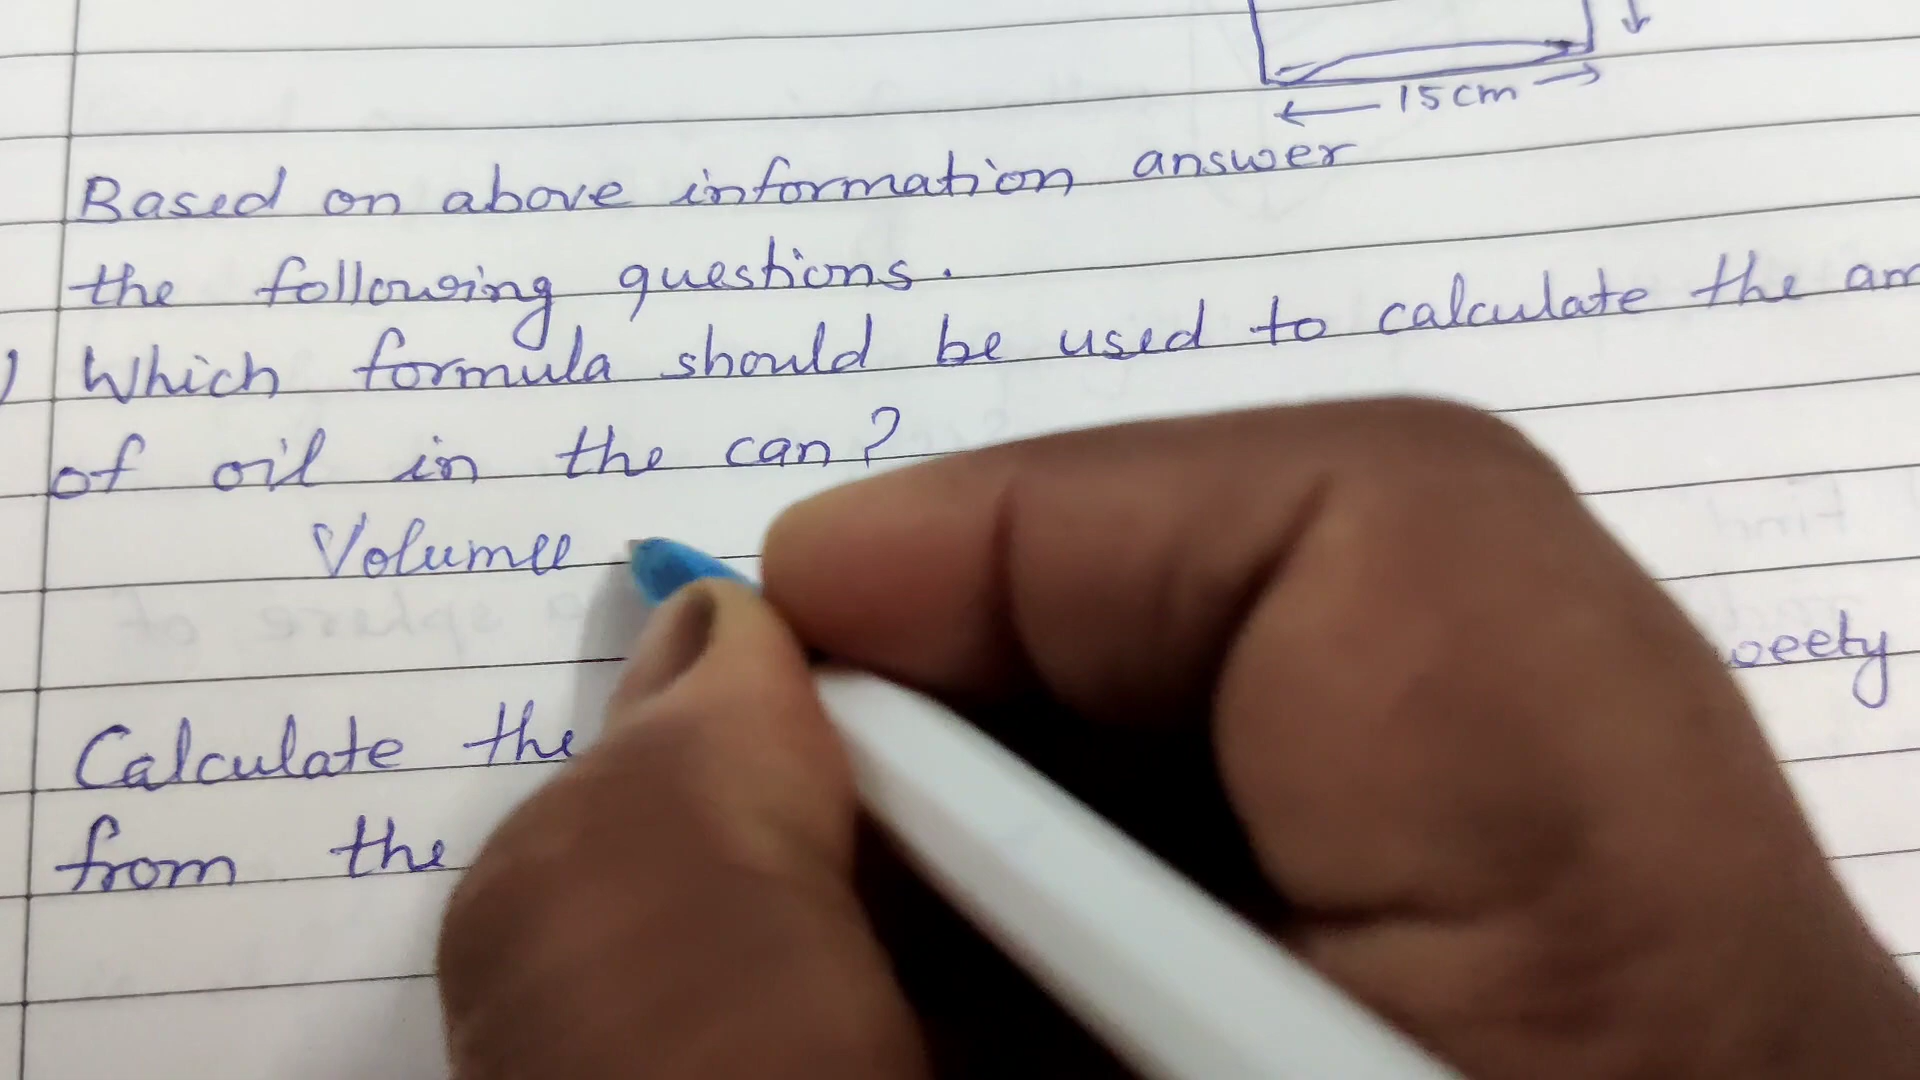 15cm
Based on above information answer
the following questions.
) Which formula should be used to calculate the am
of oil in the can?
Volume
Calculate the
from the